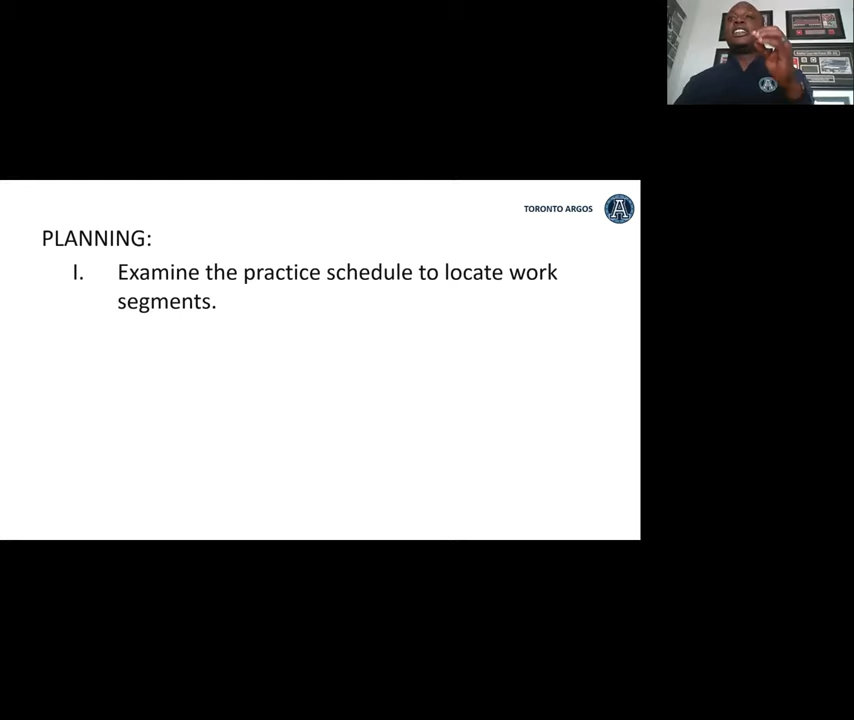 TORONTO ARGOS
PLANNING:
I. Examine the practice schedule to locate work
segments.